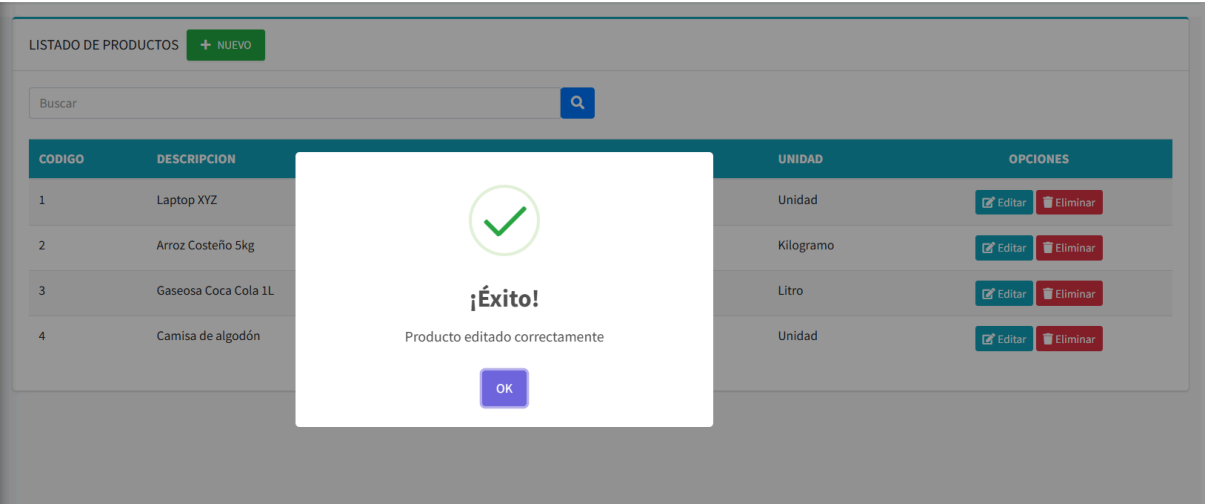 LISTADO DE PRODUCTOS + NUEVO
Buscar
CODIGO DESCRIPCION UNIDAD OPCIONES
1 Laptop XYZ Unidad Editar Eliminar
2 Arroz Costeño 5kg Kilogramo Editar Eliminar
3 Gaseosa Coca Cola 1L Litro Editar Eliminar
4 Camisa de algodón Unidad Editar Eliminar
¡Éxito!
Producto editado correctamente
OK